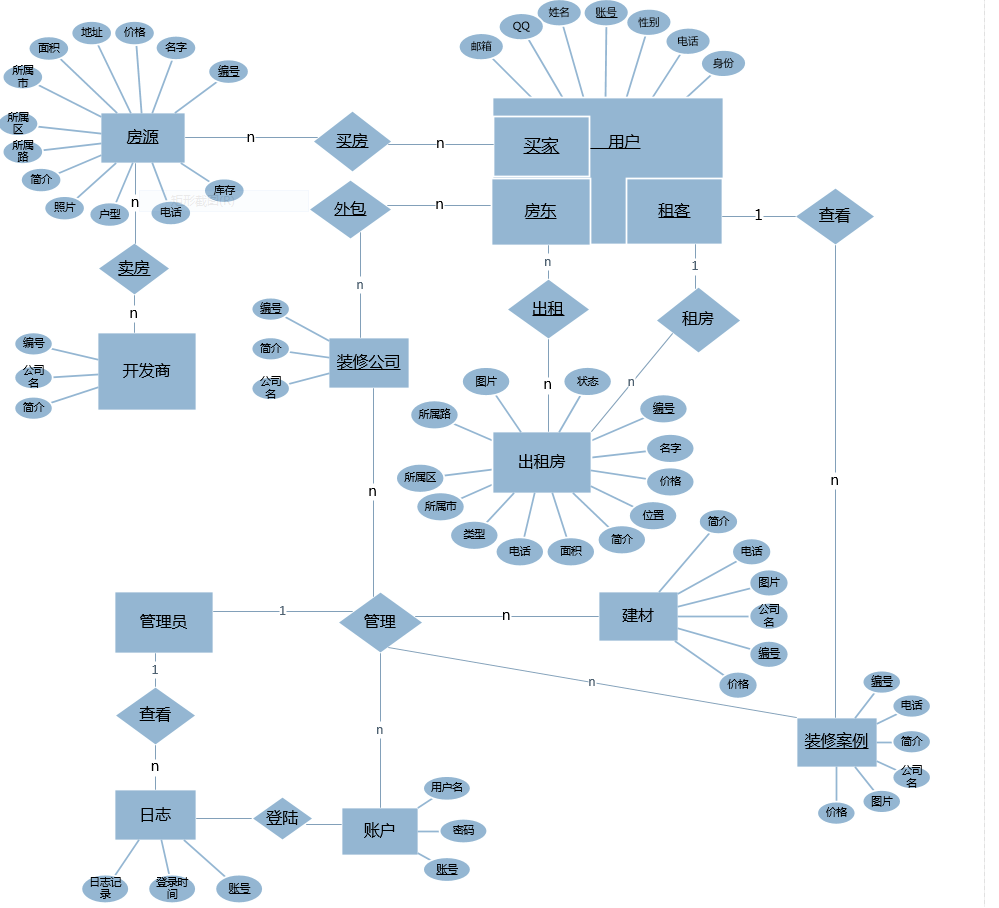 姓名
账号
QQ
性别
邮箱
电话
身份
地址
价格
面积
名字
所属
市
编号
所属
区
所属
路
简介
照片
户型
电话
库存
房源
n
买房
n
买家
用户
外包
n
房东
租客
1
查看
n
卖房
n
n
n
1
出租
租房
n
编号
简介
公司
名
装修公司
编号
公司
名
简介
开发商
n
n
图片
状态
所属路
编号
名字
所属区
价格
所属市
位置
类型
简介
电话
面积
出租房
n
n
简介
电话
图片
公司
名
编号
价格
建材
管理员
1
管理
n
1
n
查看
n
n
编号
电话
简介
公司
名
图片
价格
装修案例
日志
登陆
账户
用户名
密码
账号
日志记
录
登录时
间
账号